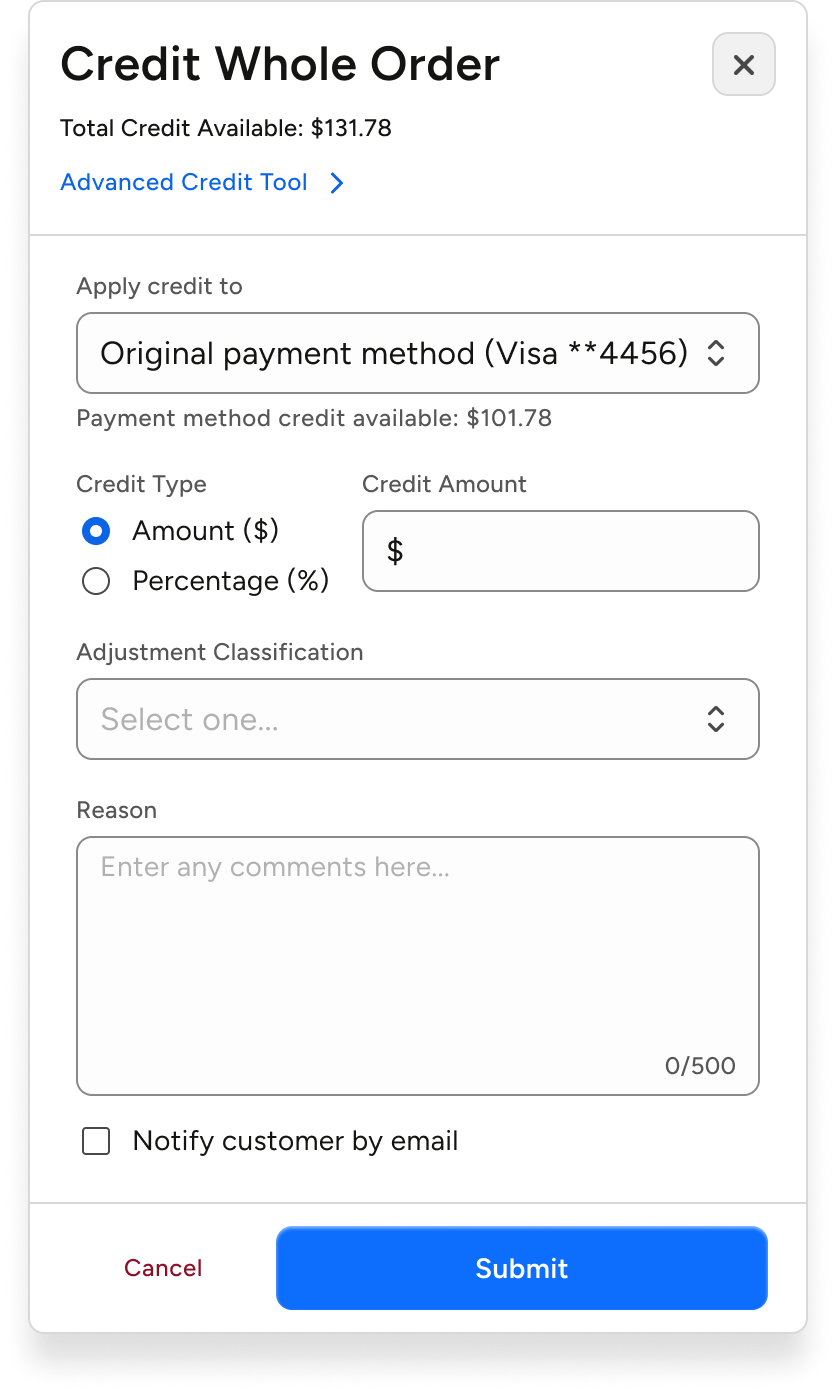 Credit Whole Order
Total Credit Available: $131.78
Advanced Credit Tool
Apply credit to
Original payment method (Visa **4456)
Payment method credit available: $101.78
Credit Type
Amount ($)
Percentage (%)
Credit Amount
$
Adjustment Classification
Select one...
Reason
Enter any comments here...
0/500
Notify customer by email
Cancel
Submit